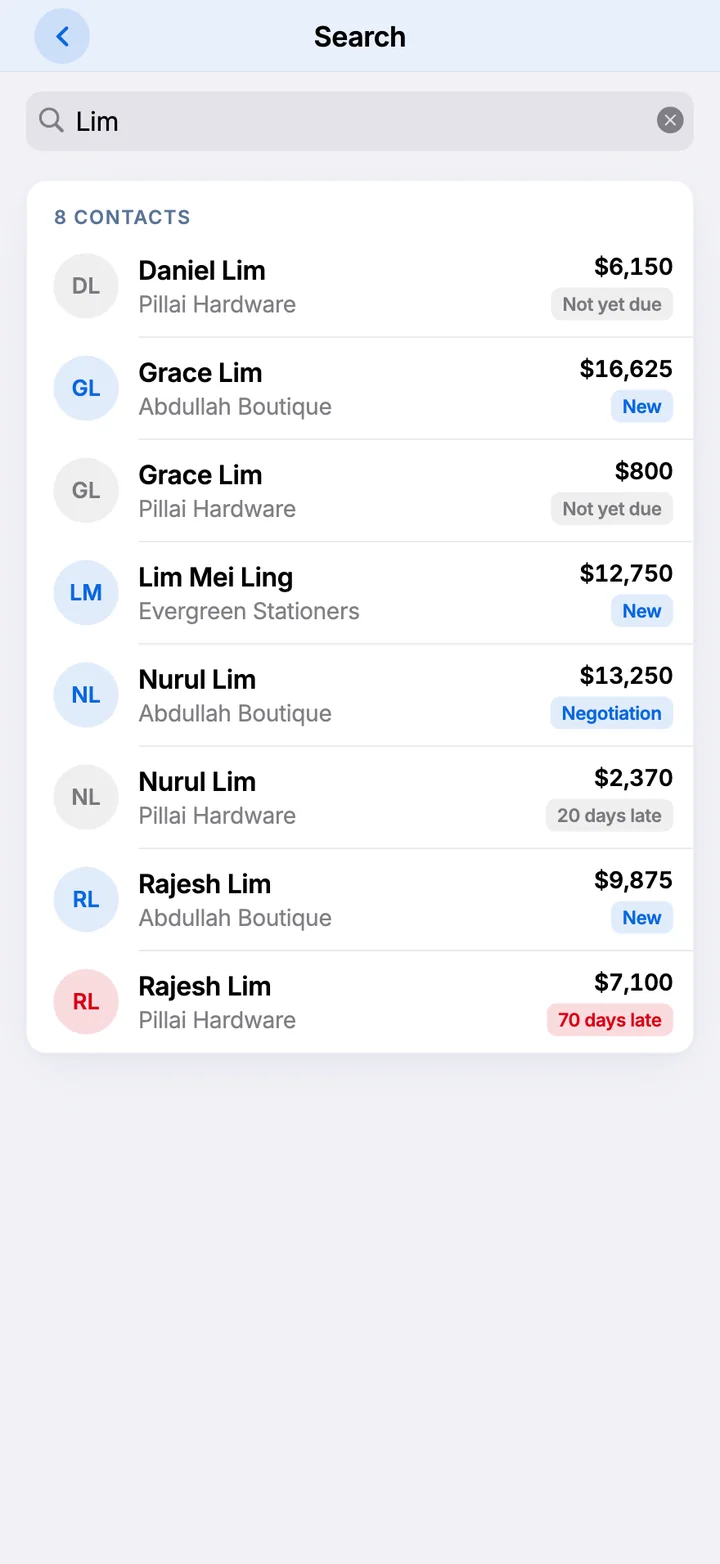 Search
Lim
8 CONTACTS
DL
Daniel Lim
Pillai Hardware
$6,150
Not yet due
GL
Grace Lim
Abdullah Boutique
$16,625
New
GL
Grace Lim
Pillai Hardware
$800
Not yet due
LM
Lim Mei Ling
Evergreen Stationers
$12,750
New
NL
Nurul Lim
Abdullah Boutique
$13,250
Negotiation
NL
Nurul Lim
Pillai Hardware
$2,370
20 days late
RL
Rajesh Lim
Abdullah Boutique
$9,875
New
RL
Rajesh Lim
Pillai Hardware
$7,100
70 days late